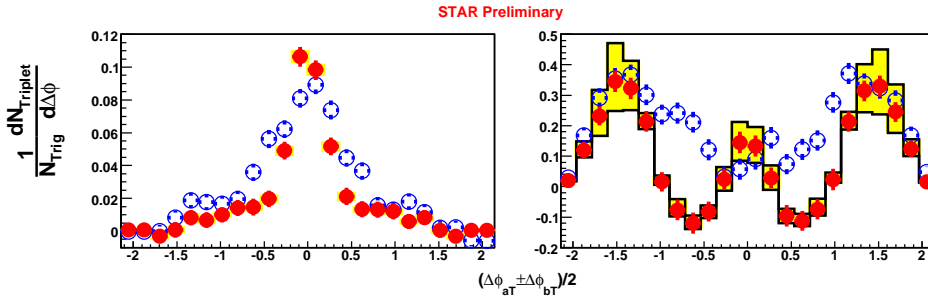 STAR Preliminary
1 dN_Triplet
N_Trig d∆ϕ
0.12
0.1
0.08
0.06
0.04
0.02
0
-2 -1.5 -1 -0.5 0 0.5 1 1.5 2
0.5
0.4
0.3
0.2
0.1
0
-0.1
-0.2
-2 -1.5 -1 -0.5 0 0.5 1 1.5 2
(∆ϕ_aT±∆ϕ_bT)/2